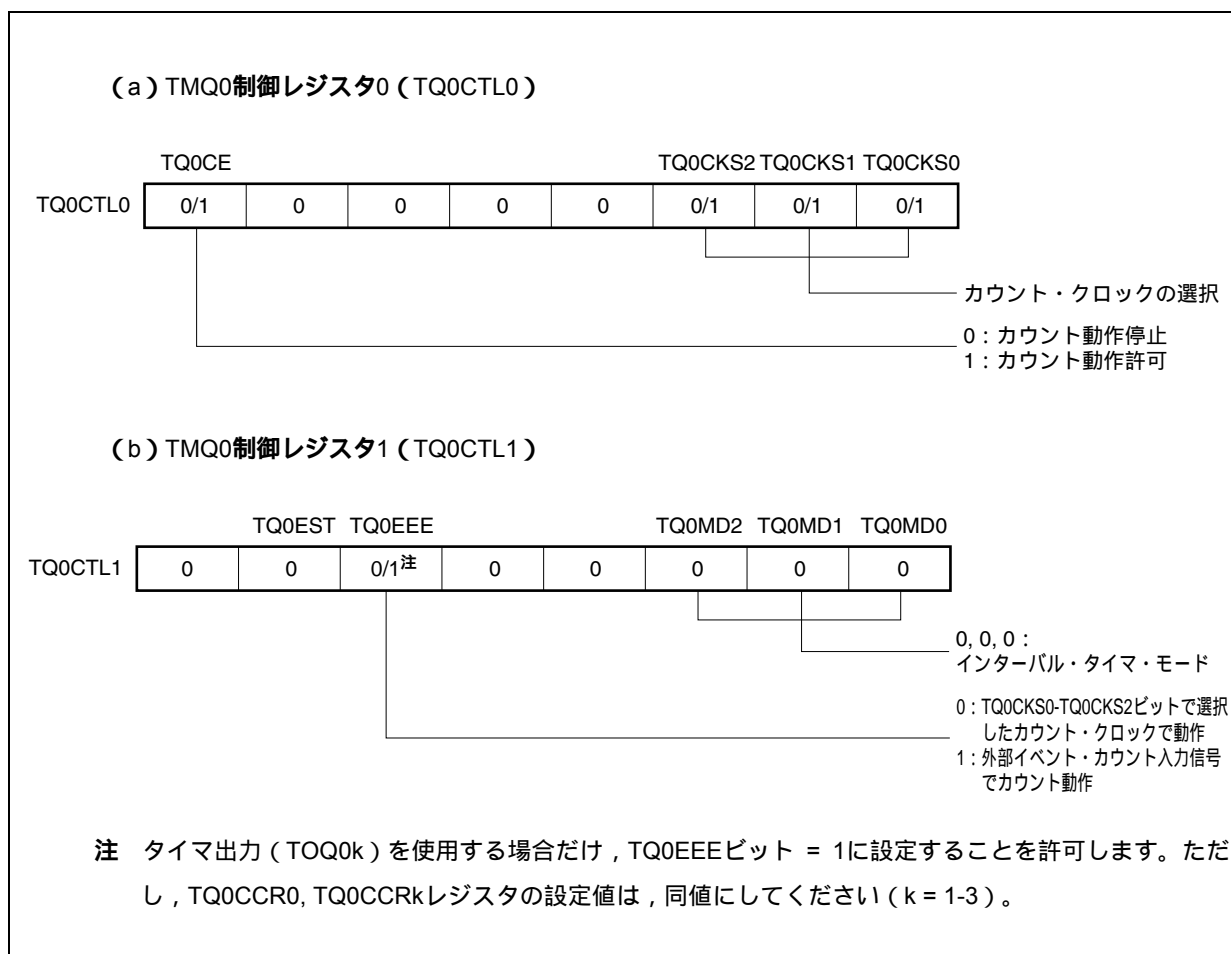 （a）TMQ0制御レジスタ0（TQ0CTL0）
TQ0CE TQ0CKS2 TQ0CKS1 TQ0CKS0
TQ0CTL0 0/1 0 0 0 0 0/1 0/1 0/1
カウント・クロックの選択
0：カウント動作停止
1：カウント動作許可
（b）TMQ0制御レジスタ1（TQ0CTL1）
TQ0EST TQ0EEE TQ0MD2 TQ0MD1 TQ0MD0
TQ0CTL1 0 0 0/1注 0 0 0 0 0
0, 0, 0：
インターバル・タイマ・モード
0：TQ0CKS0-TQ0CKS2ビットで選択
したカウント・クロックで動作
1：外部イベント・カウント入力信号
でカウント動作
注 タイマ出力（TOQ0k）を使用する場合だけ，TQ0EEEビット = 1に設定することを許可します。ただ
し，TQ0CCR0, TQ0CCRkレジスタの設定値は，同値にしてください（k = 1-3）。